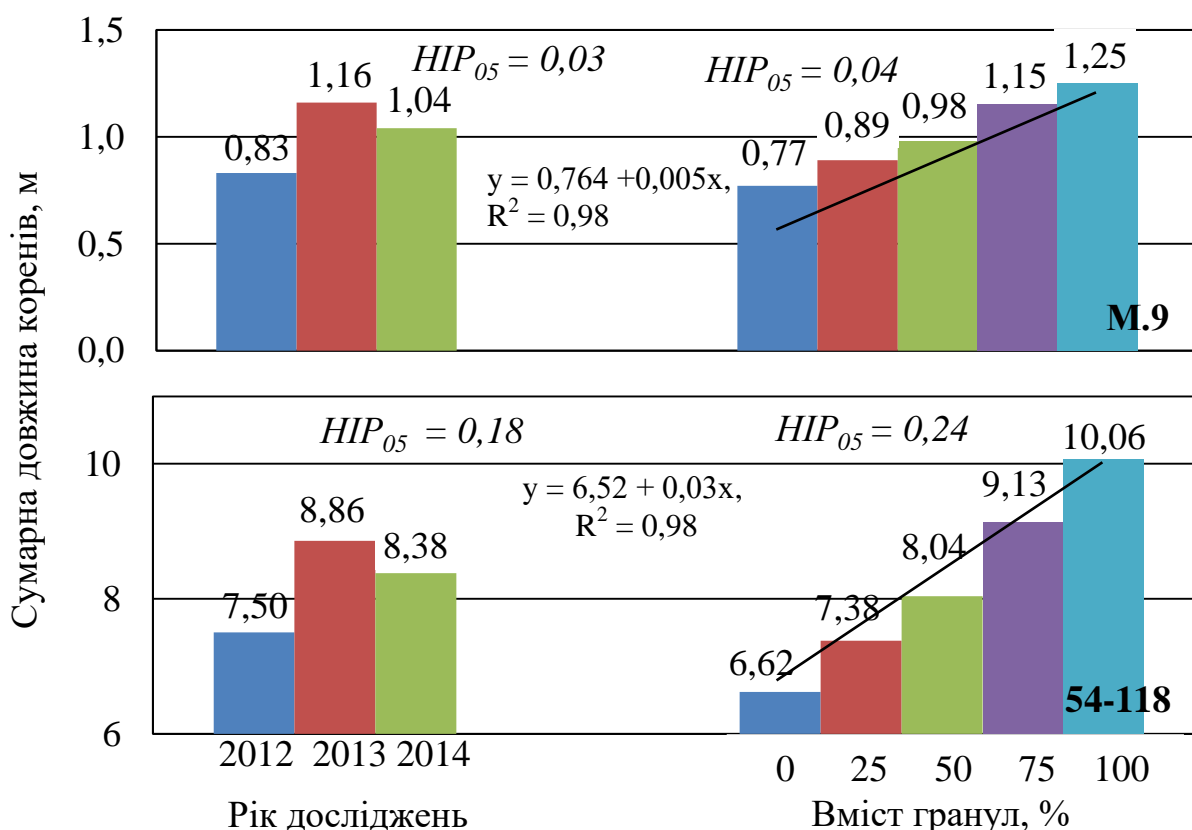 Сумарна довжина коренів, м
1,5
1,0
0,5
0,0
НІР05 = 0,03
0,83
1,16
1,04
y = 0,764 +0,005x,
R2 = 0,98
НІР05 = 0,04
0,77
0,89
0,98
1,15
1,25
М.9
10
8
6
НІР05 = 0,18
7,50
8,86
8,38
y = 6,52 + 0,03x,
R2 = 0,98
НІР05 = 0,24
6,62
7,38
8,04
9,13
10,06
54-118
2012 2013 2014
0 25 50 75 100
Рік досліджень
Вміст гранул, %